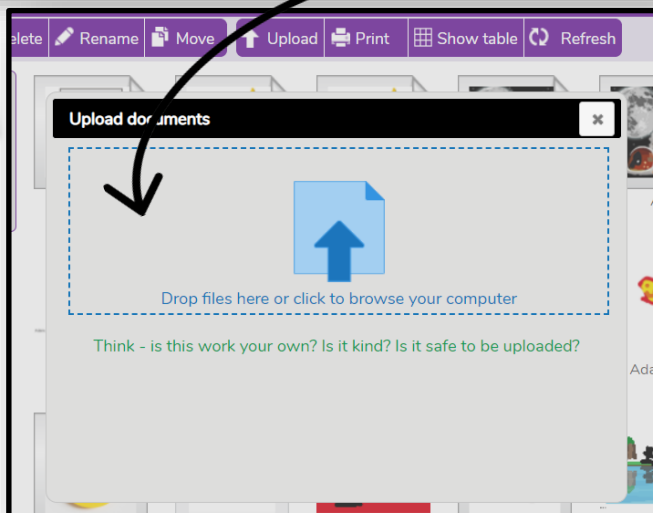 elete Rename Move Upload Print Show table Refresh
Upload documents
Drop files here or click to browse your computer
Think - is this work your own? Is it kind? Is it safe to be uploaded?
Ada